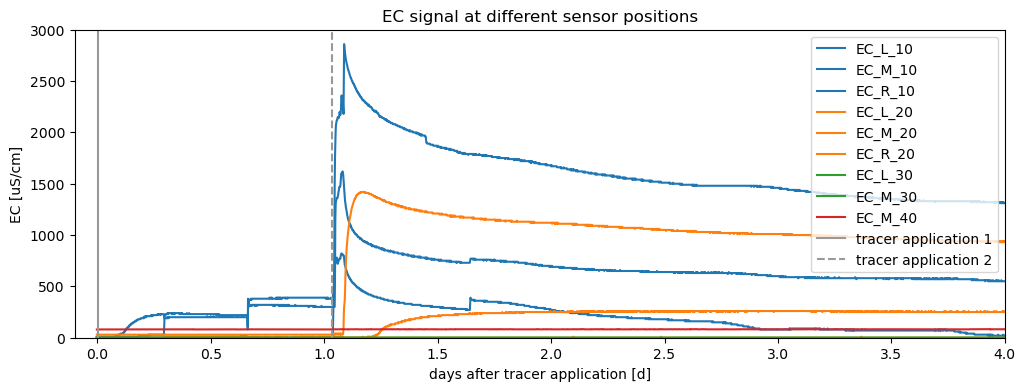 EC signal at different sensor positions
EC [uS/cm]
3000
2500
2000
1500
1000
500
0
0.0
0.5
1.0
1.5
2.0
2.5
3.0
3.5
4.0
days after tracer application [d]
EC_L_10
EC_M_10
EC_R_10
EC_L_20
EC_M_20
EC_R_20
EC_L_30
EC_M_30
EC_M_40
tracer application 1
tracer application 2